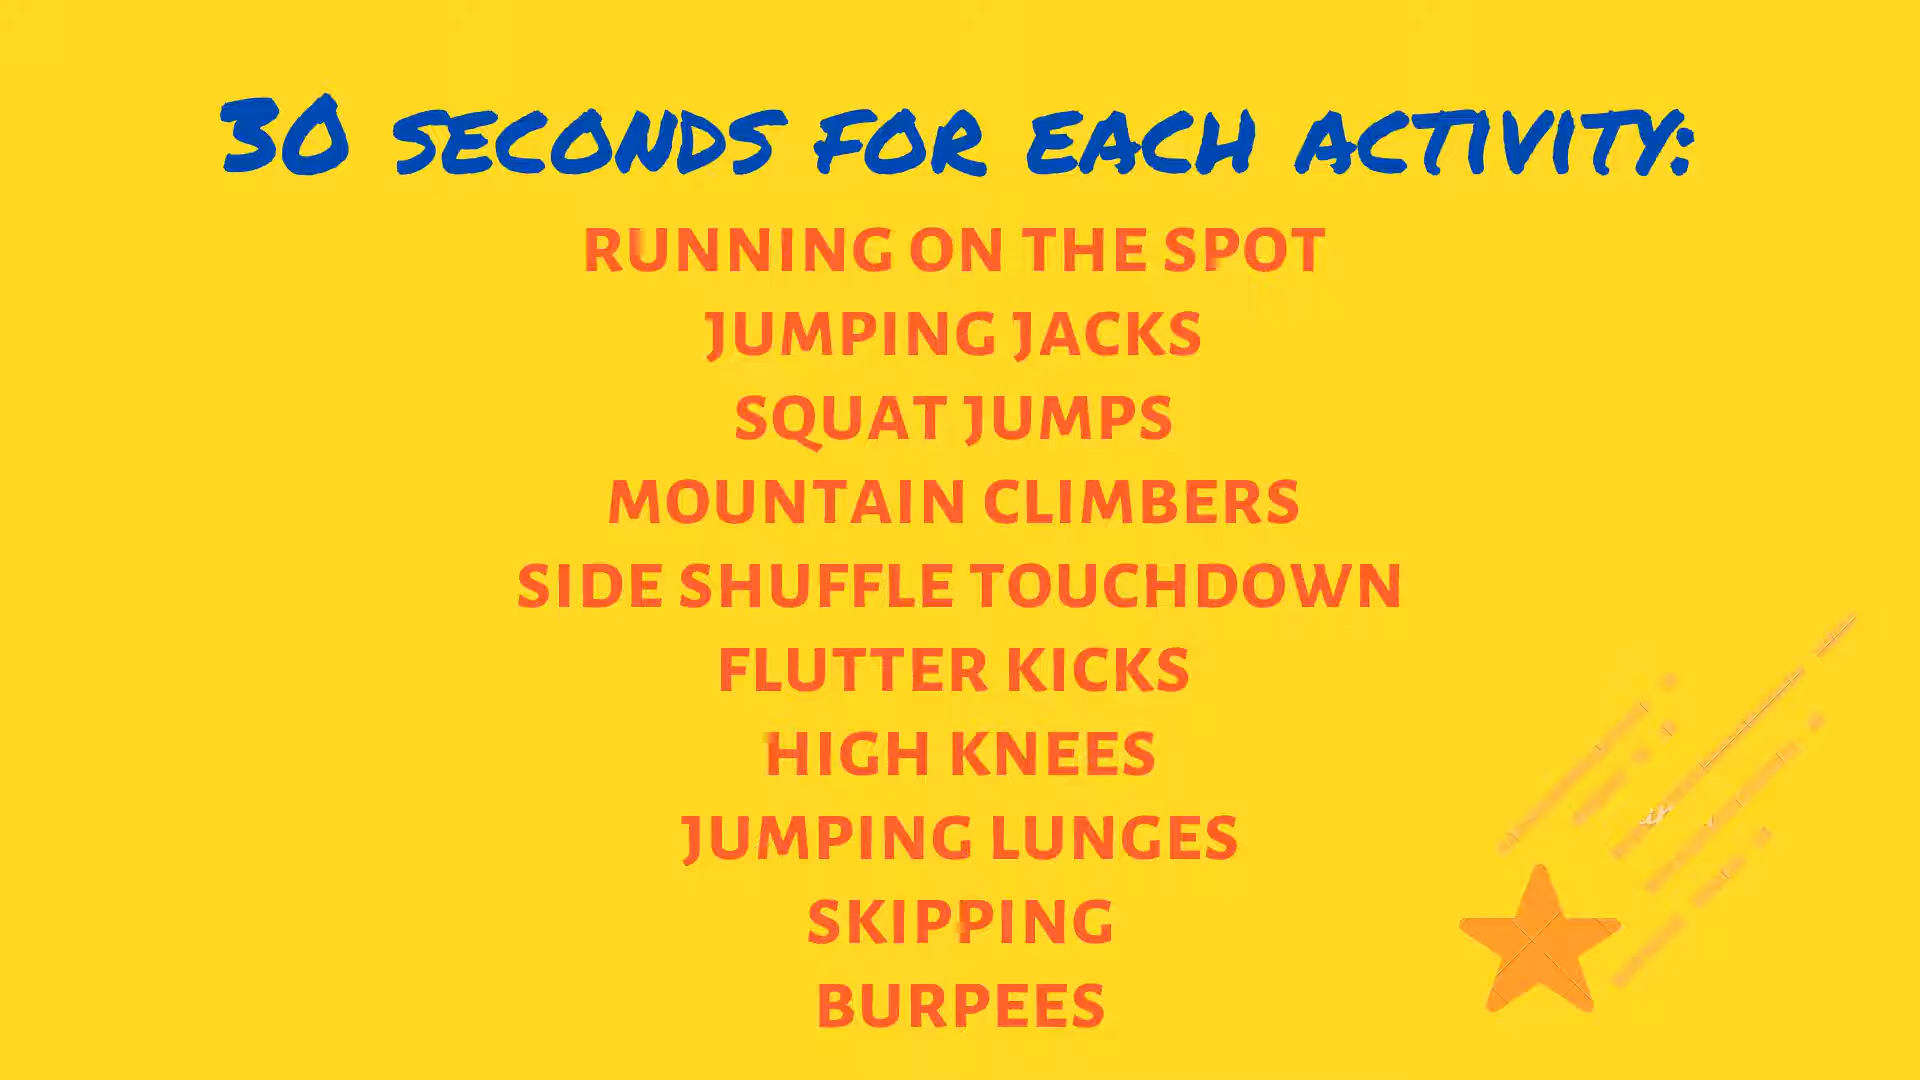 30 SECONDS FOR EACH ACTIVITY:
RUNNING ON THE SPOT
JUMPING JACKS
SQUAT JUMPS
MOUNTAIN CLIMBERS
SIDE SHUFFLE TOUCHDOWN
FLUTTER KICKS
HIGH KNEES
JUMPING LUNGES
SKIPPING
BURPEES